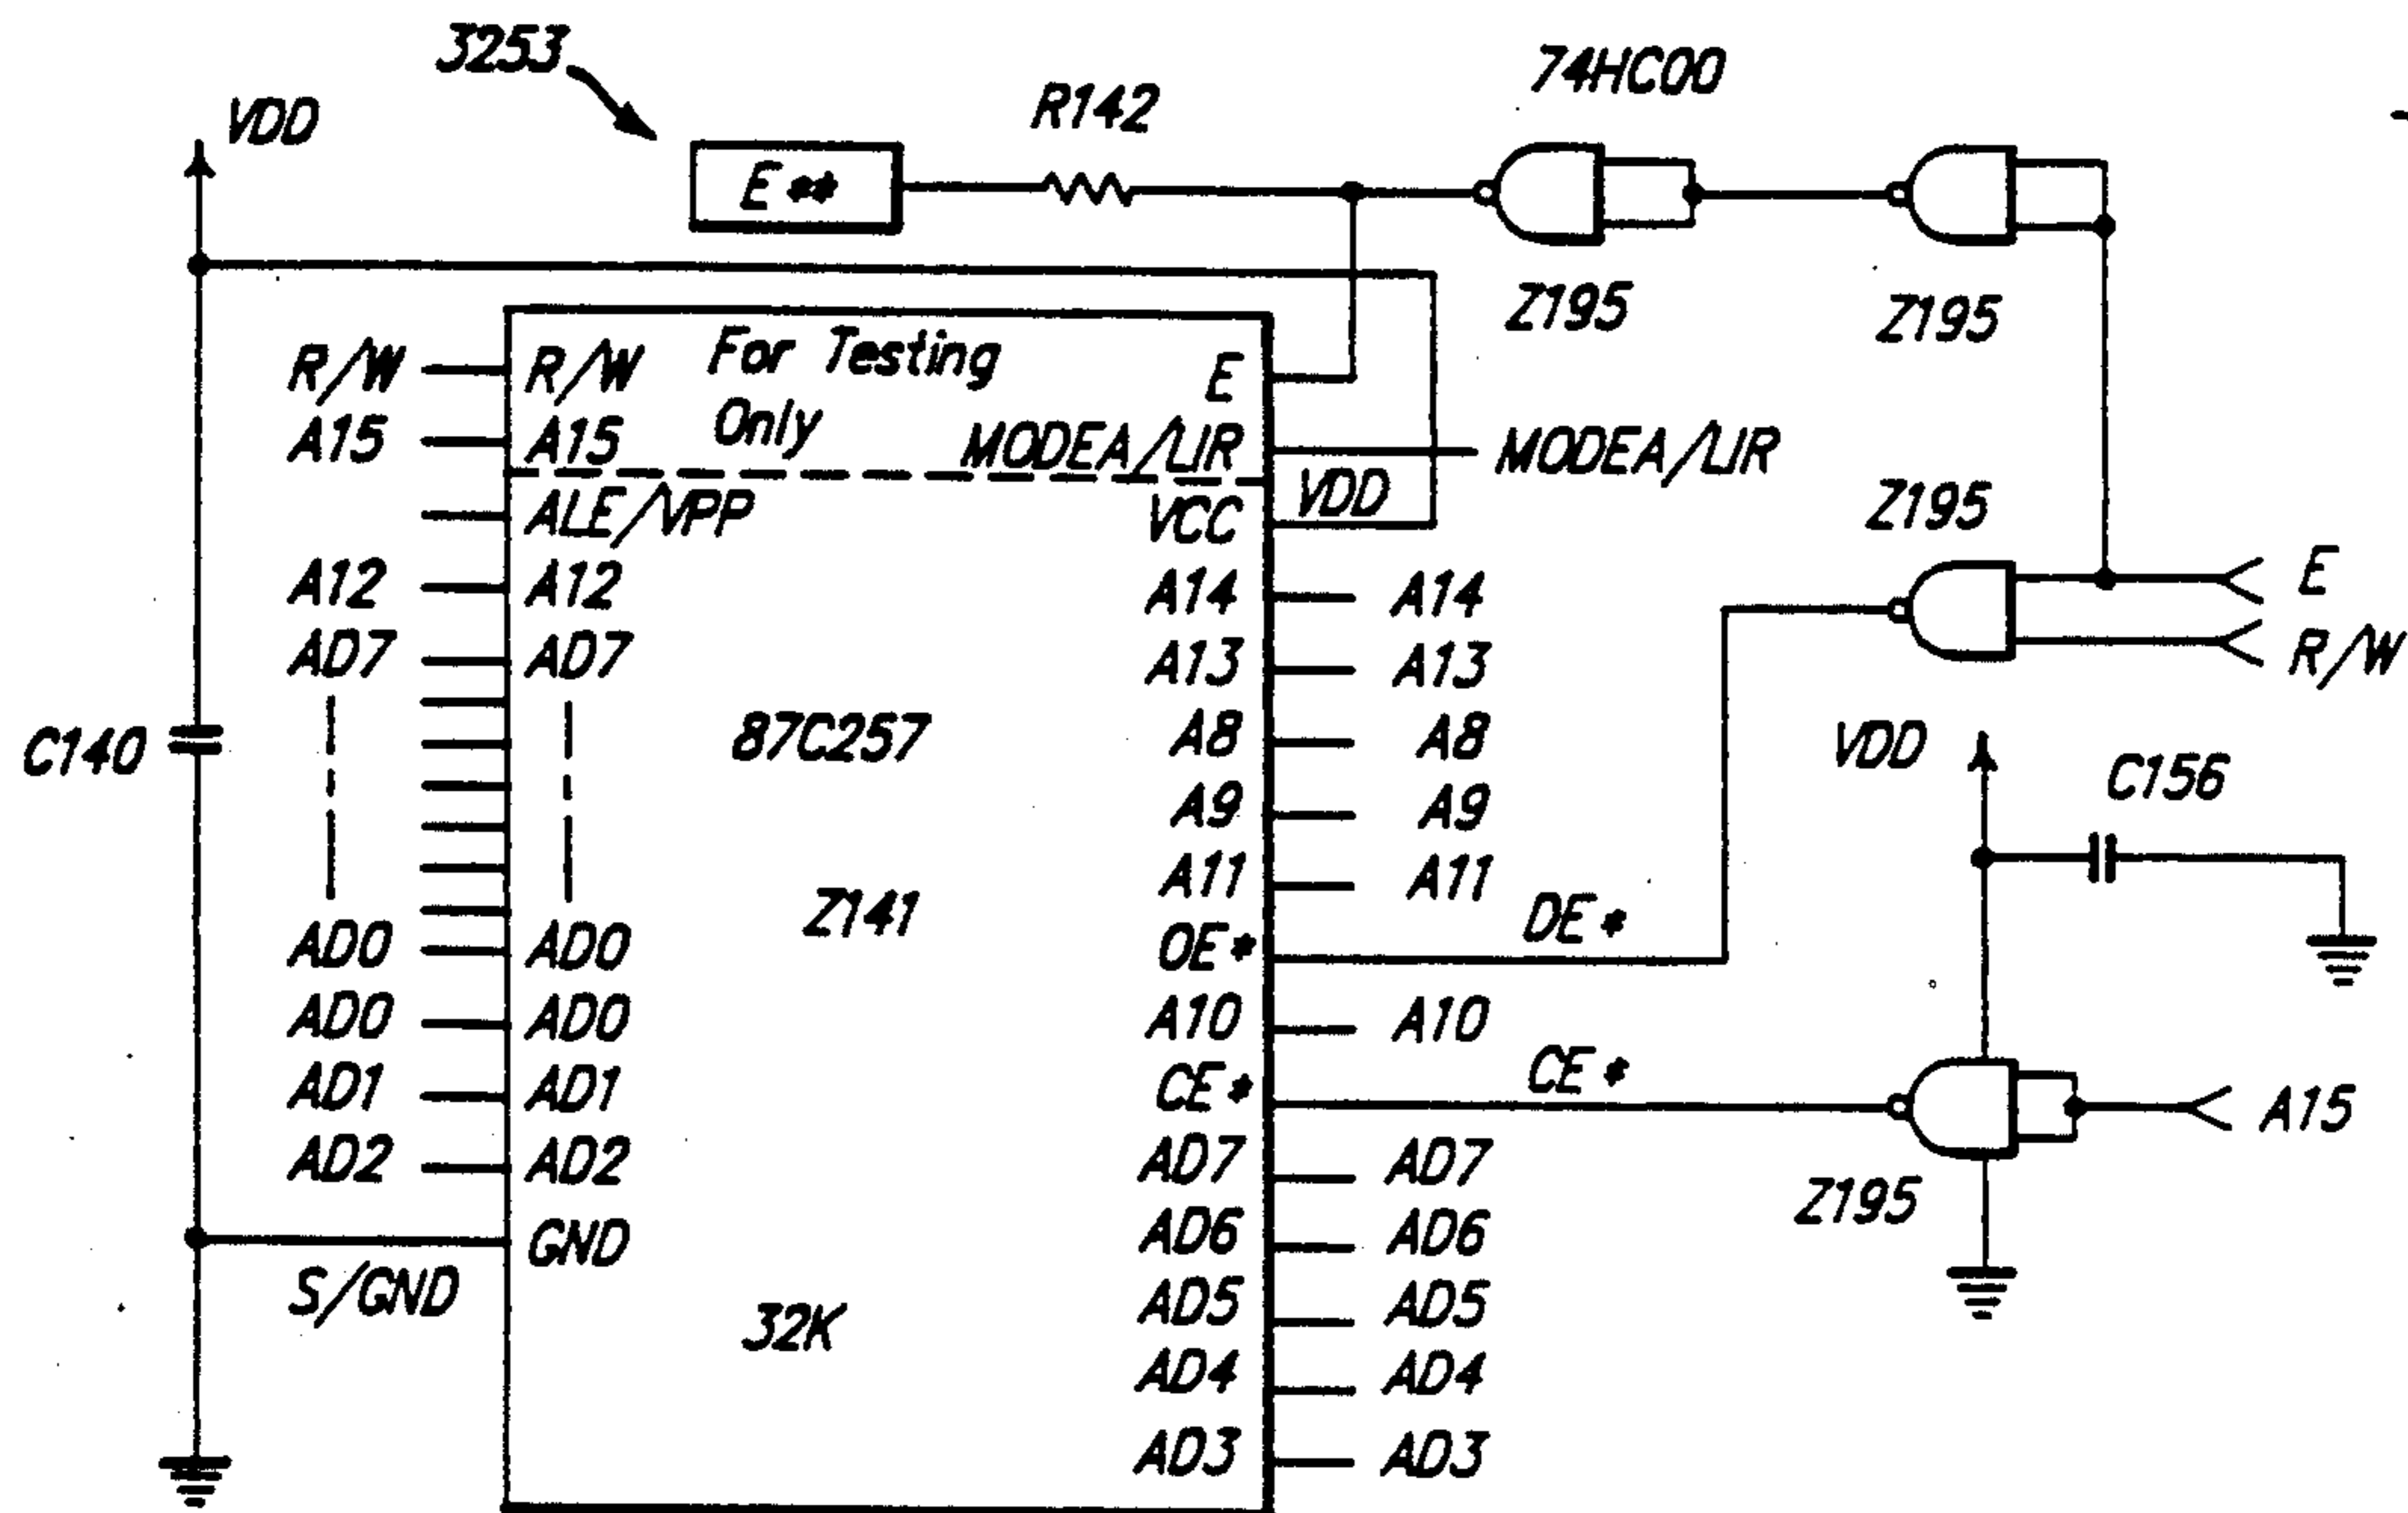 3253
74HC00
VDD
R142
E**
Z195
Z195
R/W
R/W
For Testing
E
A15
A15
Only
MODEA/LIR
MODEA/LIR
ALE/VPP
VCC
VDD
Z195
A12
A12
A14
A14
E
AD7
AD7
A13
A13
R/W
C140
87C257
A8
A8
VDD
C156
A9
A9
Z141
A11
A11
AD0
AD0
OE*
DE*
AD0
AD0
A10
A10
AD1
AD1
CE*
CE*
A15
AD2
AD2
AD7
AD7
Z195
GND
AD6
AD6
S/GND
32K
AD5
AD5
AD4
AD4
AD3
AD3